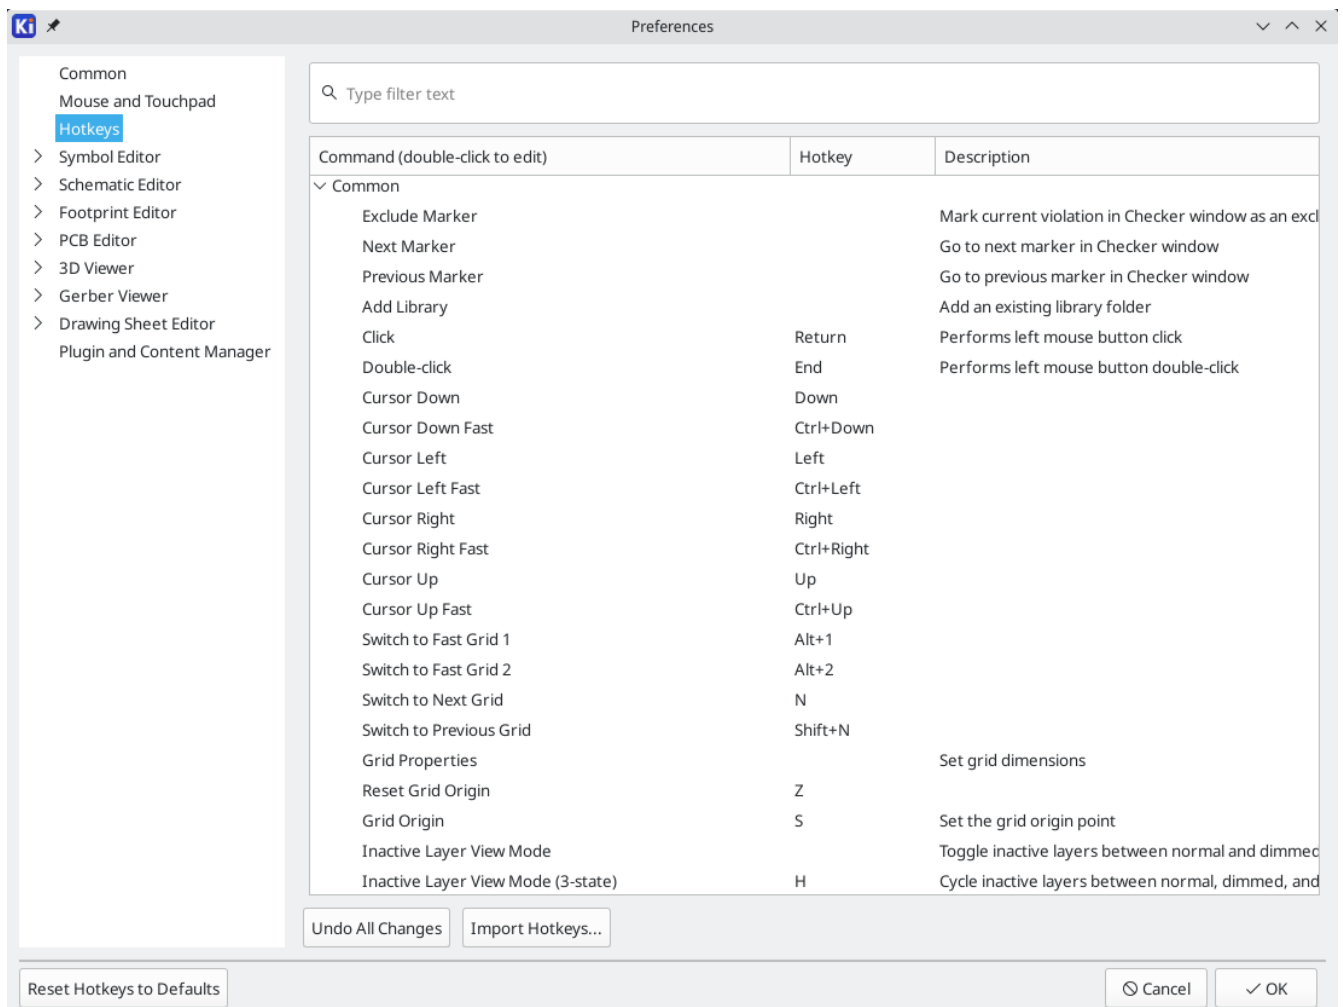 Ki Preferences
Common
Mouse and Touchpad
Hotkeys
Symbol Editor
Schematic Editor
Footprint Editor
PCB Editor
3D Viewer
Gerber Viewer
Drawing Sheet Editor
Plugin and Content Manager
Type filter text
Command (double-click to edit) Hotkey Description
Common
Exclude Marker Mark current violation in Checker window as an excl
Next Marker Go to next marker in Checker window
Previous Marker Go to previous marker in Checker window
Add Library Add an existing library folder
Click Return Performs left mouse button click
Double-click End Performs left mouse button double-click
Cursor Down Down
Cursor Down Fast Ctrl+Down
Cursor Left Left
Cursor Left Fast Ctrl+Left
Cursor Right Right
Cursor Right Fast Ctrl+Right
Cursor Up Up
Cursor Up Fast Ctrl+Up
Switch to Fast Grid 1 Alt+1
Switch to Fast Grid 2 Alt+2
Switch to Next Grid N
Switch to Previous Grid Shift+N
Grid Properties Set grid dimensions
Reset Grid Origin Z
Grid Origin S Set the grid origin point
Inactive Layer View Mode Toggle inactive layers between normal and dimmed
Inactive Layer View Mode (3-state) H Cycle inactive layers between normal, dimmed, and
Undo All Changes Import Hotkeys...
Reset Hotkeys to Defaults Cancel OK